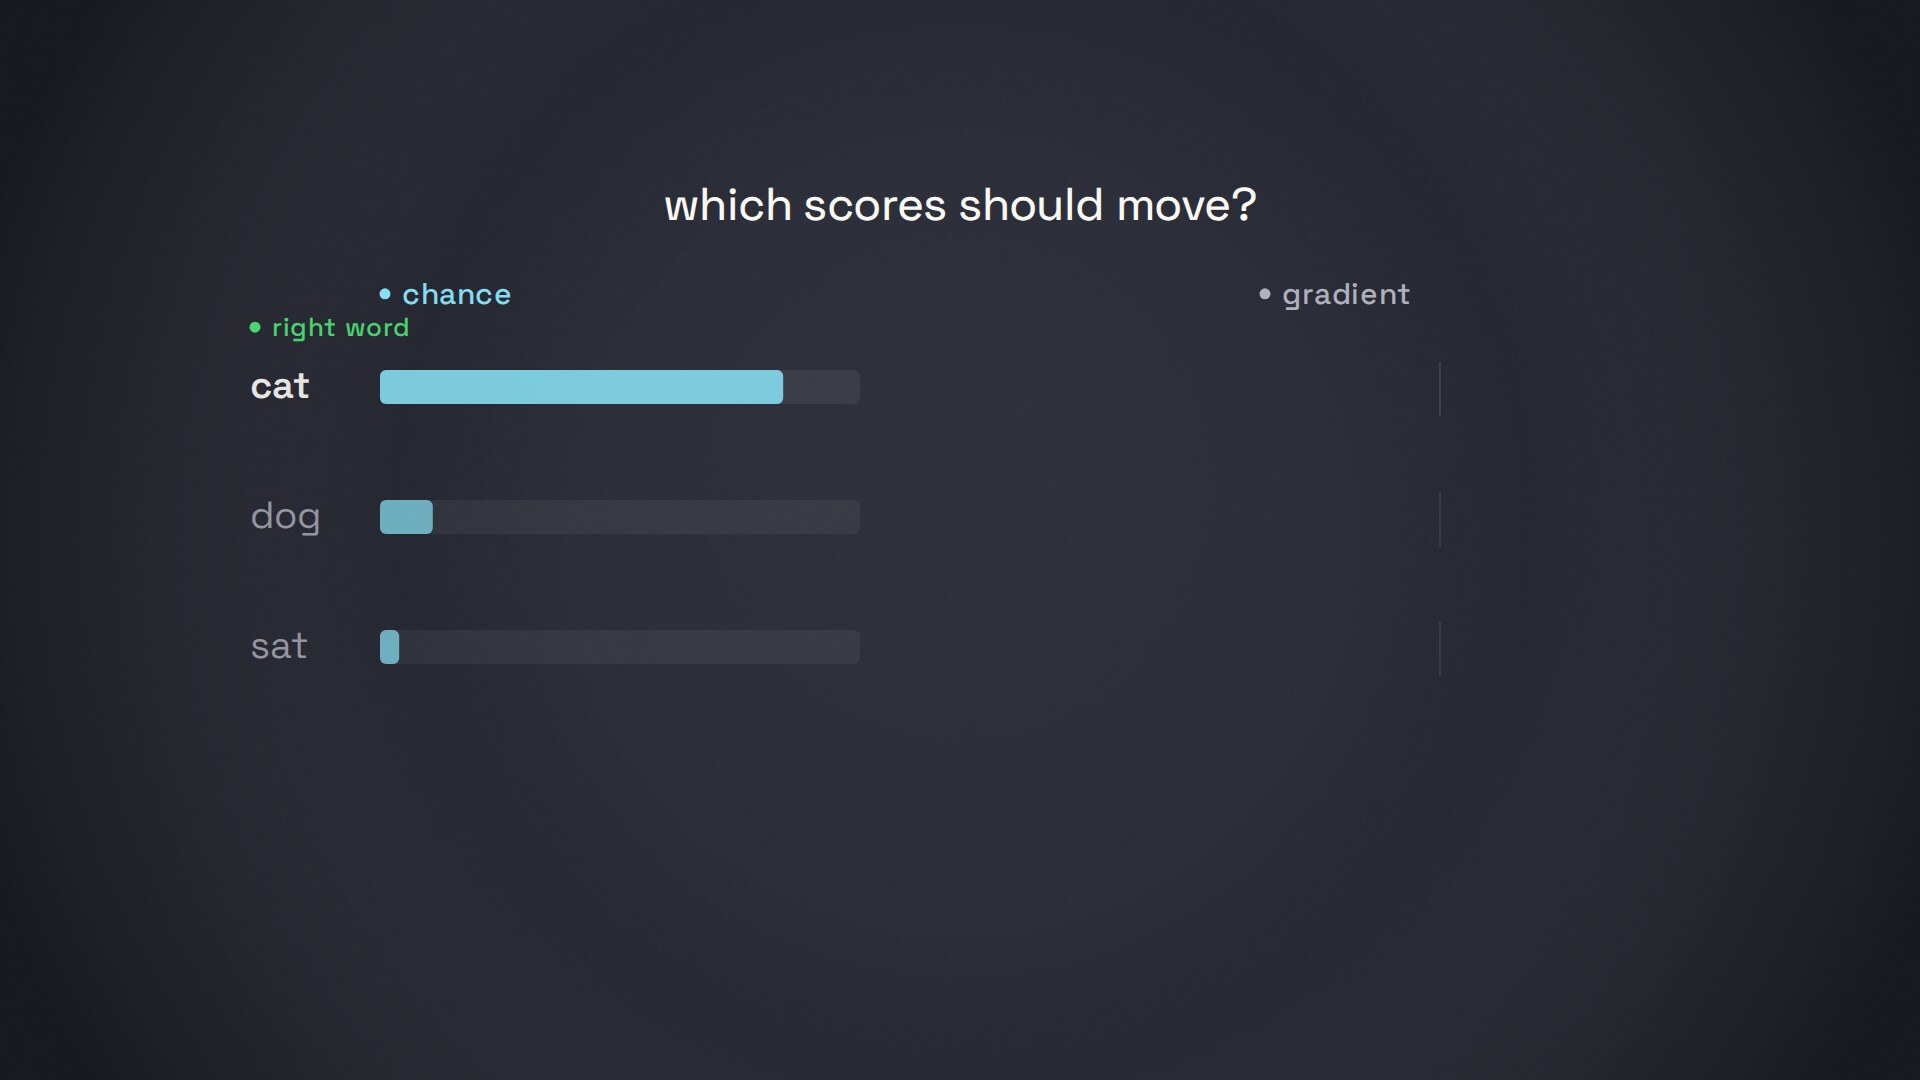 which scores should move?
chance
gradient
right word
cat
dog
sat